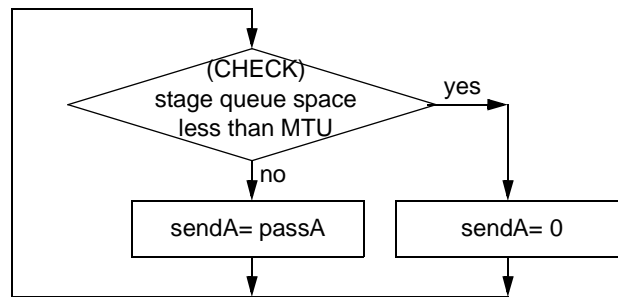 (CHECK)
stage queue space
less than MTU
yes
no
sendA= passA
sendA= 0